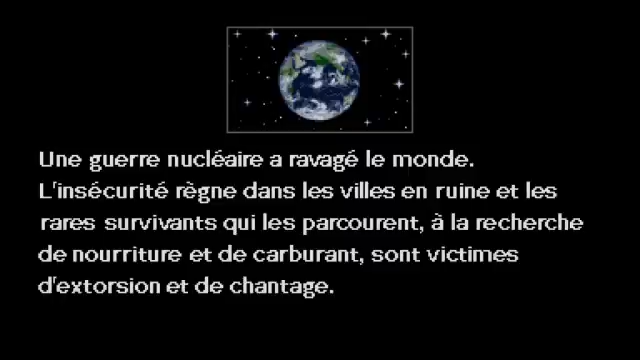 Une guerre nucléaire a ravagé le monde.
L'insécurité règne dans les villes en ruine et les
rares survivants qui les parcourent, à la recherche
de nourriture et de carburant, sont victimes
d'extorsion et de chantage.